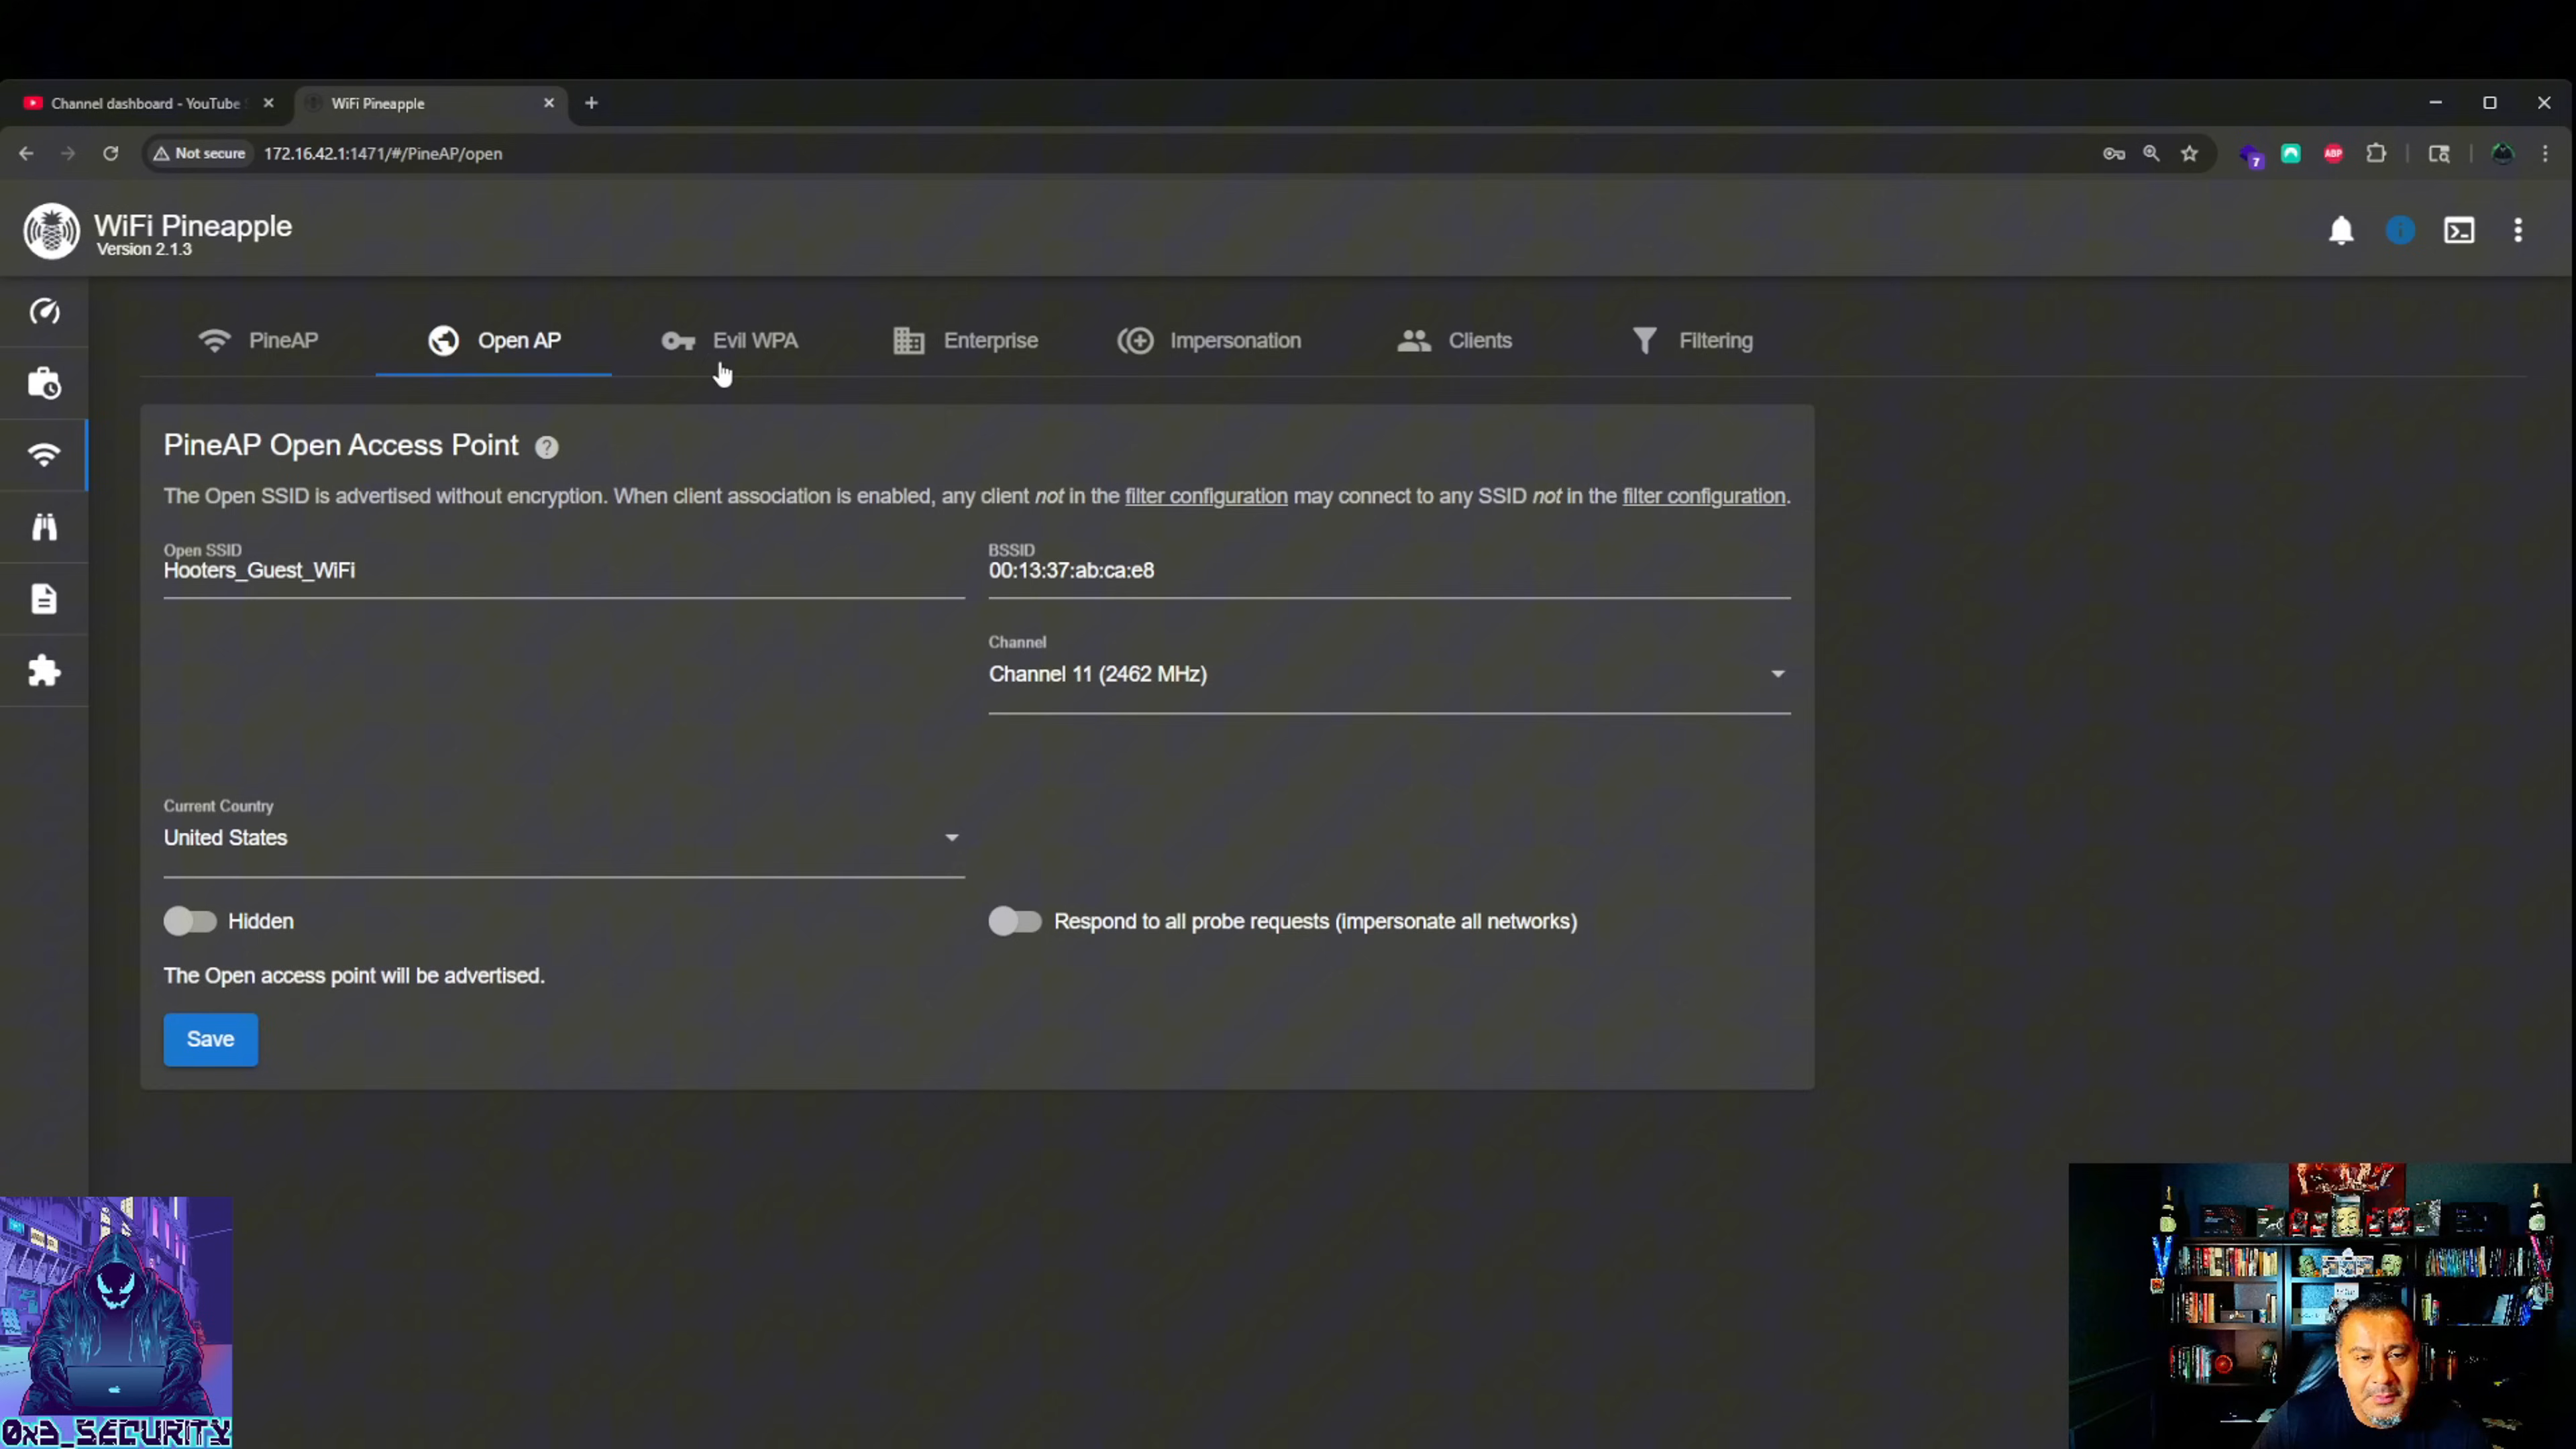 Channel dashboard - YouTube
WiFi Pineapple
Not secure
172.16.42.1:1471/#/PineAP/open
7
ABP
WiFi Pineapple
Version 2.1.3
PineAP
Open AP
Evil WPA
Enterprise
Impersonation
Clients
Filtering
PineAP Open Access Point
The Open SSID is advertised without encryption. When client association is enabled, any client not in the filter configuration may connect to any SSID not in the filter configuration.
Open SSID
Hooters_Guest_WiFi
BSSID
00:13:37:ab:ca:e8
Channel
Channel 11 (2462 MHz)
Current Country
United States
Hidden
Respond to all probe requests (impersonate all networks)
The Open access point will be advertised.
Save
0x3_SECURITY